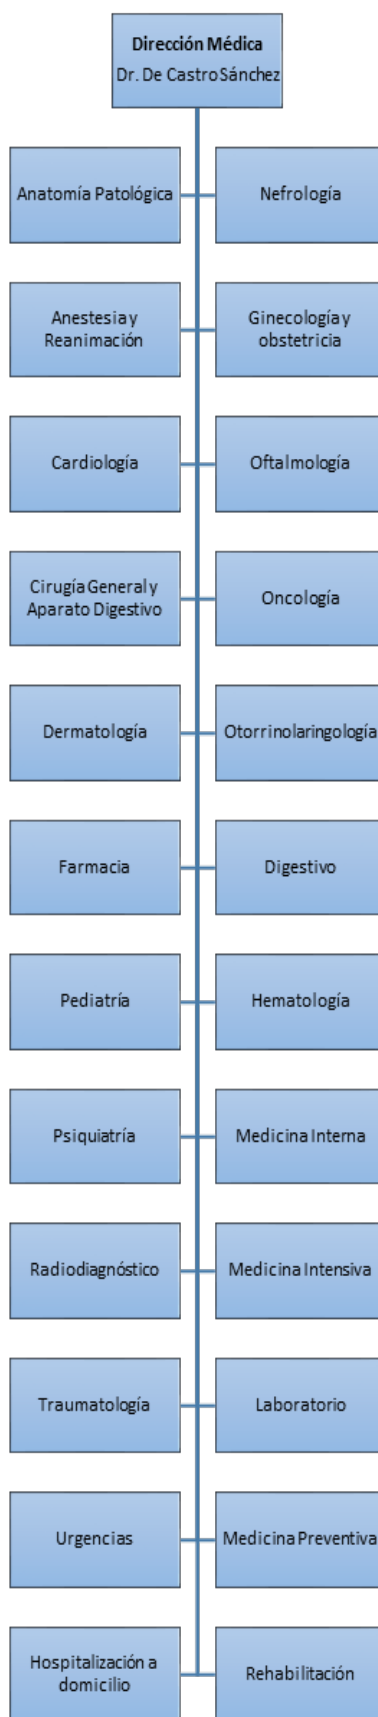 Dirección Médica
Dr. De Castro Sánchez
Anatomía Patológica
Nefrología
Anestesia y
Reanimación
Ginecología y
obstetricia
Cardiología
Oftalmología
Cirugía General y
Aparato Digestivo
Oncología
Dermatología
Otorrinolaringología
Farmacia
Digestivo
Pediatría
Hematología
Psiquiatría
Medicina Interna
Radiodiagnóstico
Medicina Intensiva
Traumatología
Laboratorio
Urgencias
Medicina Preventiva
Hospitalización a
domicilio
Rehabilitación